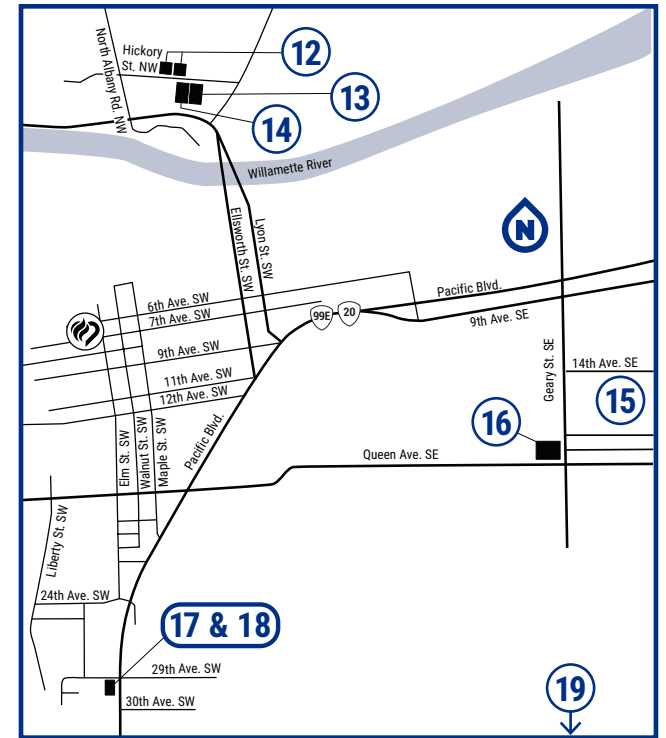 Hickory
St. NW
North Albany Rd. NW
12
13
14
Willamette River
Ellsworth St. SW
Lyon St. SW
N
6th Ave. SW
7th Ave. SW
9th Ave. SW
11th Ave. SW
12th Ave. SW
99E
20
Pacific Blvd.
9th Ave. SE
Geary St. SE
14th Ave. SE
15
16
Queen Ave. SE
Elm St. SW
Walnut St. SW
Maple St. SW
Pacific Blvd.
Liberty St. SW
24th Ave. SW
17 & 18
29th Ave. SW
30th Ave. SW
19